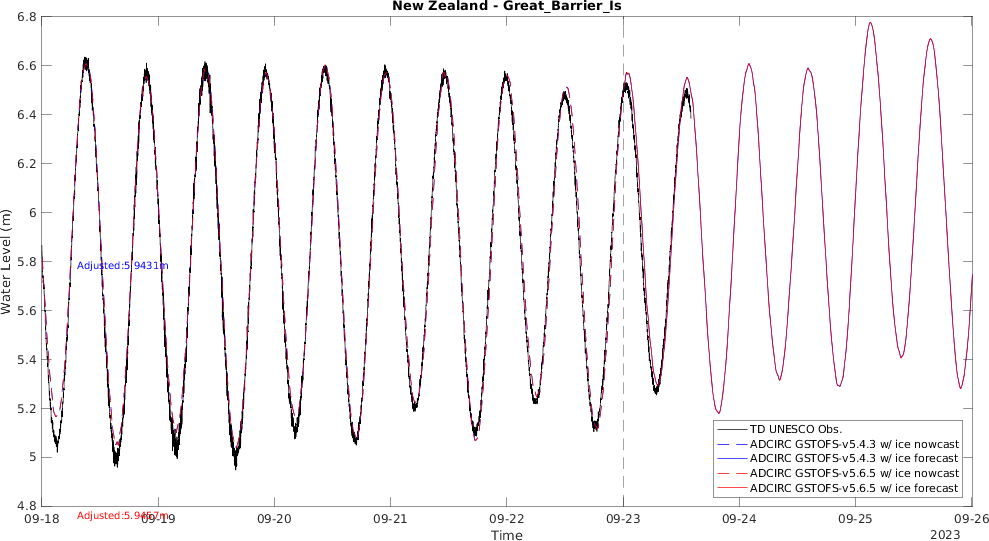 New Zealand - Great_Barrier_Is
6.8
6.6
6.4
6.2
6
5.8
5.6
5.4
5.2
5
4.8
Water Level (m)
Adjusted:5.9431m
Adjusted:5.9457m
TD UNESCO Obs.
ADCIRC GSTOFS-v5.4.3 w/ ice nowcast
ADCIRC GSTOFS-v5.4.3 w/ ice forecast
ADCIRC GSTOFS-v5.6.5 w/ ice nowcast
ADCIRC GSTOFS-v5.6.5 w/ ice forecast
09-18 09-19 09-20 09-21 09-22 09-23 09-24 09-25 09-26
Time
2023